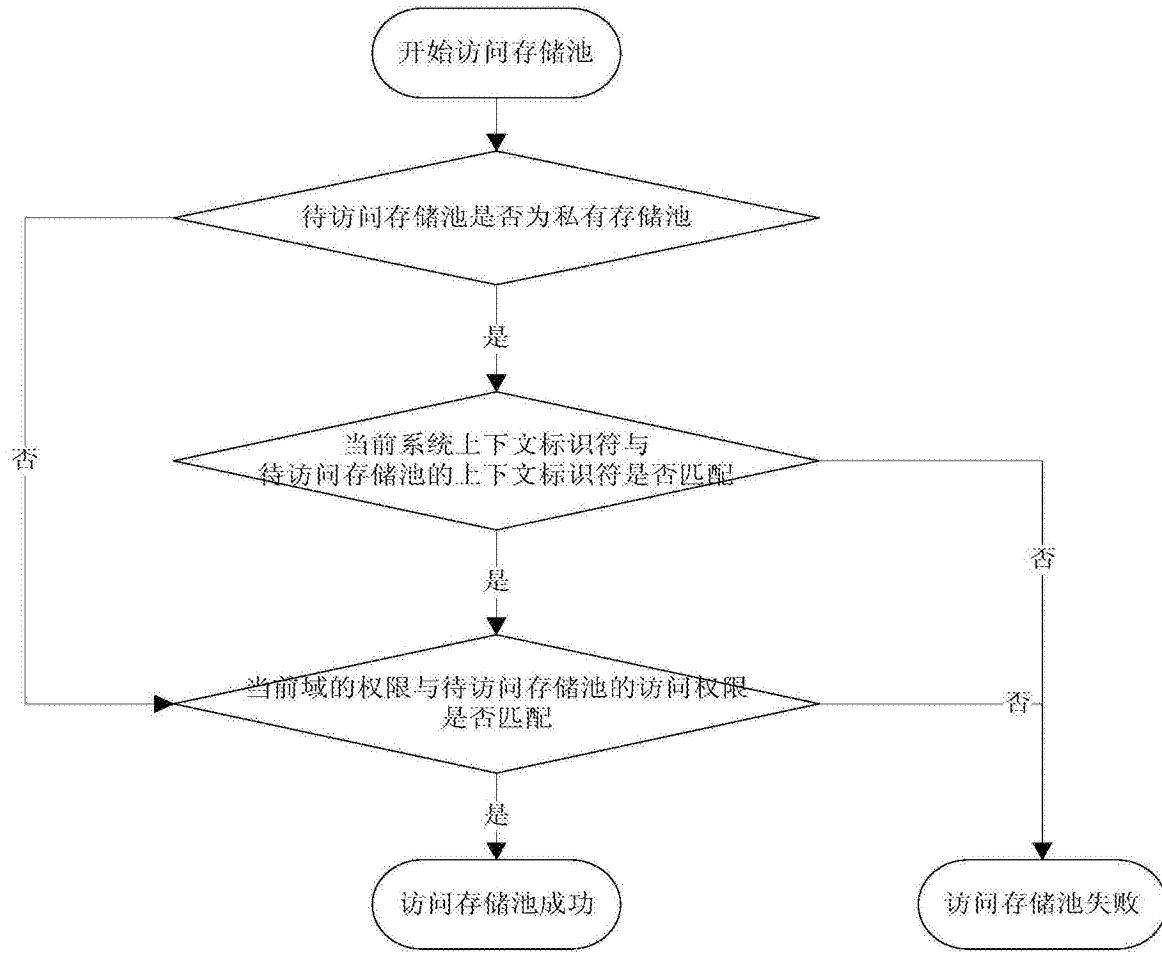 开始访问存储池
待访问存储池是否为私有存储池
是
当前系统上下文标识符与
待访问存储池的上下文标识符是否匹配
否
否
是
当前域的权限与待访问存储池的访问权限
是否匹配
否
是
访问存储池成功
访问存储池失败